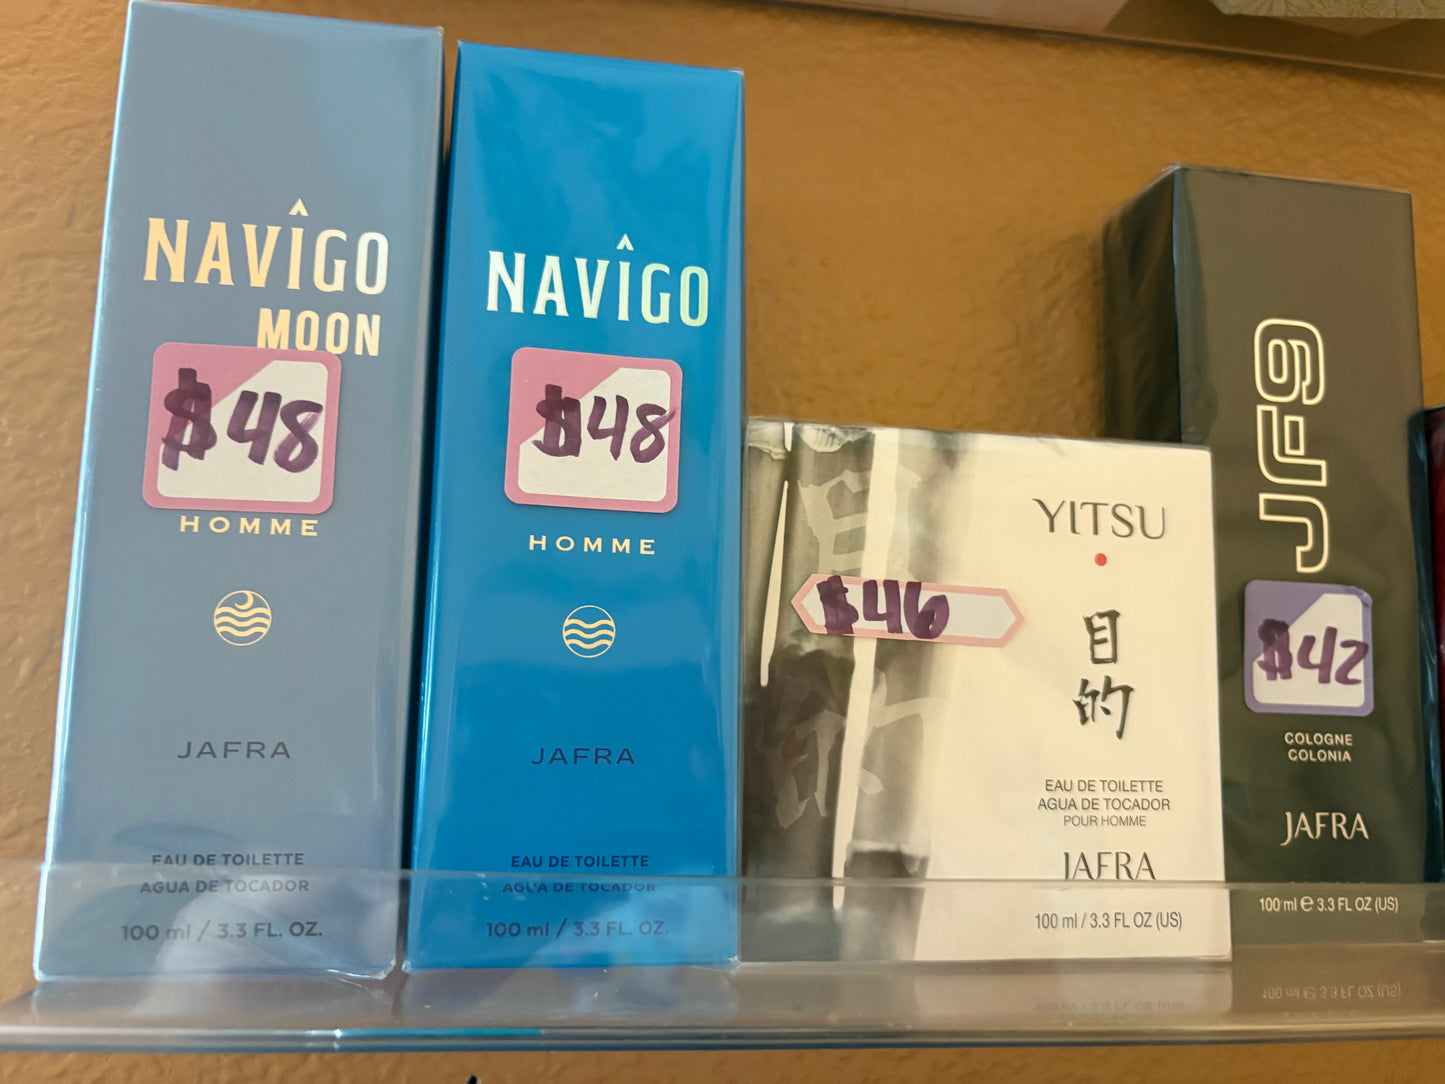 NAVÎGO
MOON
$48
HOMME
JAFRA
EAU DE TOILETTE
AGUA DE TOCADOR
100 ml / 3.3 FL. OZ.
NAVÎGO
$48
HOMME
JAFRA
EAU DE TOILETTE
AGUA DE TOCADOR
100 ml / 3.3 FL. OZ.
YITSU
$46
目
的
EAU DE TOILETTE
AGUA DE TOCADOR
POUR HOMME
JAFRA
100 ml / 3.3 FL OZ (US)
JF9
$42
COLOGNE
COLONIA
JAFRA
100 ml ℮ 3.3 FL OZ (US)